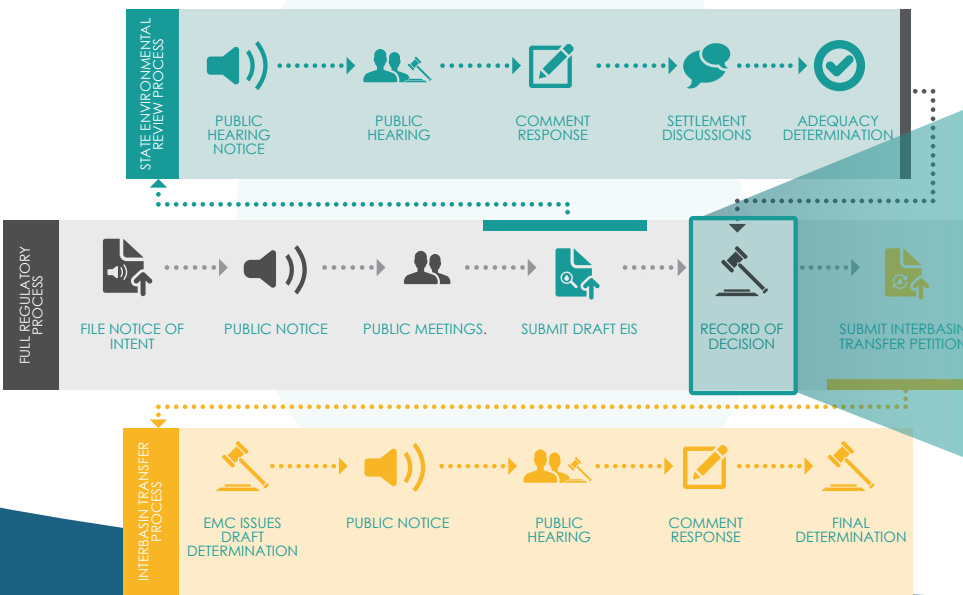 STATE ENVIRONMENTAL
REVIEW PROCESS
PUBLIC
HEARING
NOTICE
PUBLIC
HEARING
COMMENT
RESPONSE
SETTLEMENT
DISCUSSIONS
ADEQUACY
DETERMINATION
FULL REGULATORY
PROCESS
FILE NOTICE OF
INTENT
PUBLIC NOTICE
PUBLIC MEETINGS.
SUBMIT DRAFT EIS
RECORD OF
DECISION
SUBMIT INTERBASIN
TRANSFER PETITION
INTERBASIN TRANSFER
PROCESS
EMC ISSUES
DRAFT
DETERMINATION
PUBLIC NOTICE
PUBLIC
HEARING
COMMENT
RESPONSE
FINAL
DETERMINATION